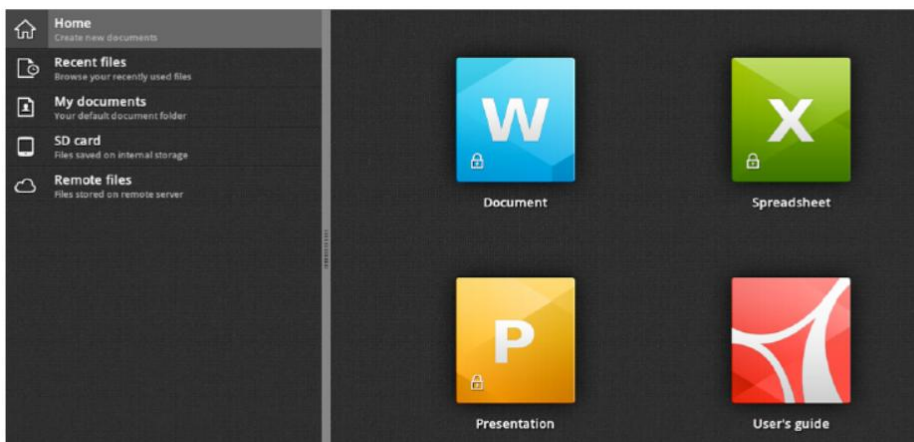 Home
Create new documents
Recent files
Browse your recently used files
My documents
Your default document folder
SD card
Files saved on internal storage
Remote files
Files stored on remote server
W
Document
X
Spreadsheet
P
Presentation
User's guide